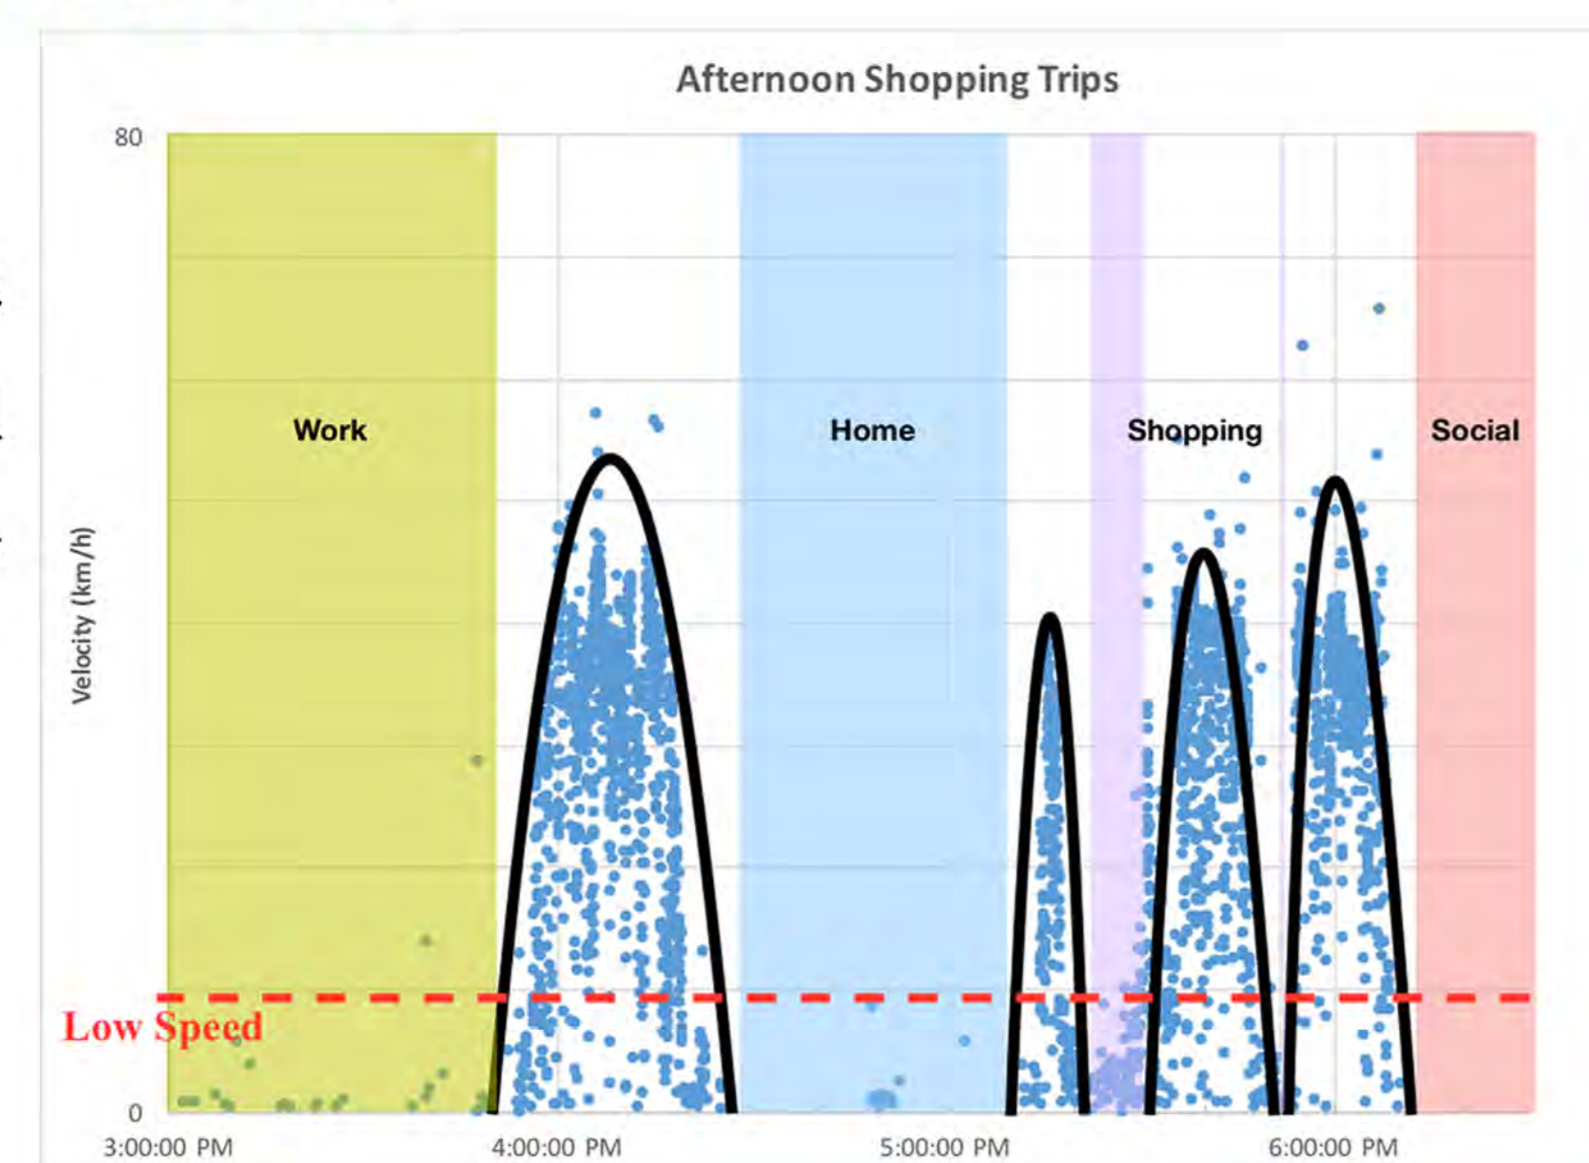 Afternoon Shopping Trips
80
Work
Home
Shopping
Social
Velocity (km/h)
Low Speed
0
3:00:00 PM
4:00:00 PM
5:00:00 PM
6:00:00 PM